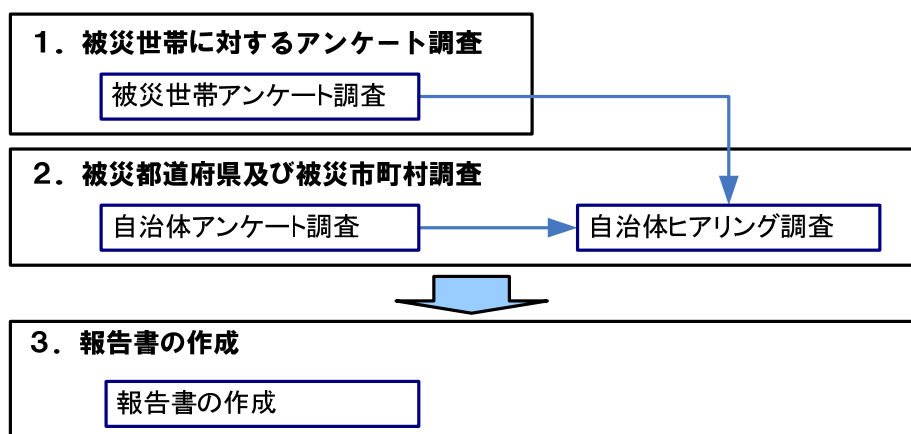 １．被災世帯に対するアンケート調査
被災世帯アンケート調査
２．被災都道府県及び被災市町村調査
自治体アンケート調査
自治体ヒアリング調査
３．報告書の作成
報告書の作成